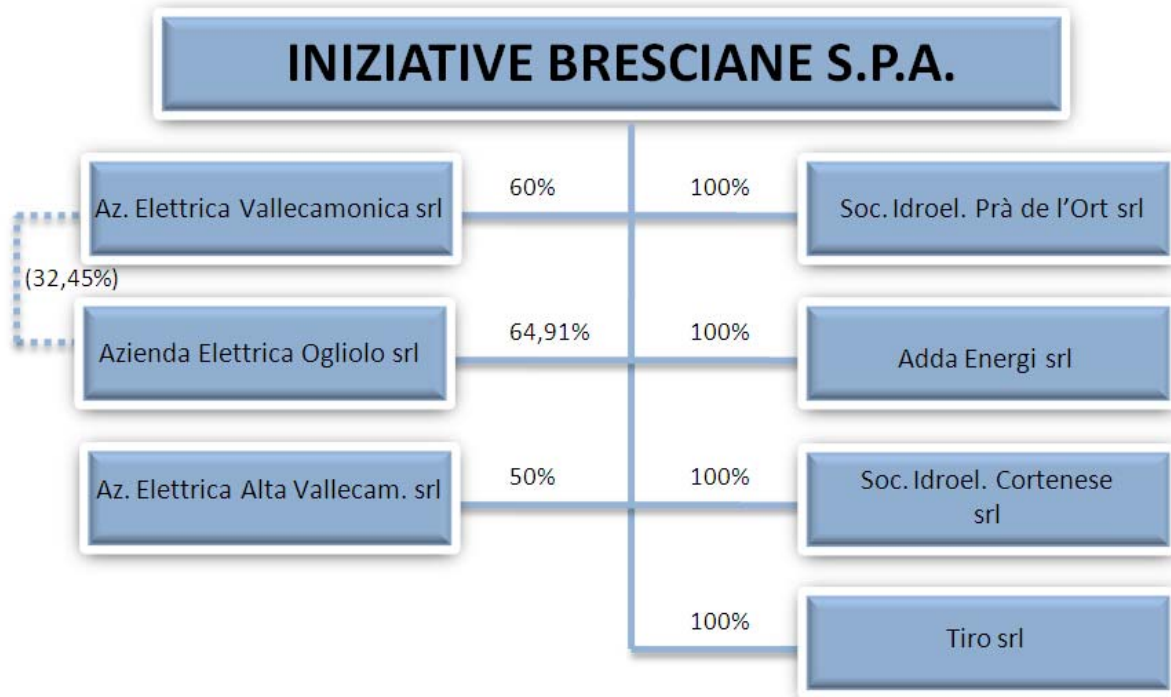 INIZIATIVE BRESCIANE S.P.A.
Az. Elettrica Vallecamonica srl
60%
100%
Soc. Idroel. Prà de l'Ort srl
(32,45%)
Azienda Elettrica Ogliolo srl
64,91%
100%
Adda Energi srl
Az. Elettrica Alta Vallecam. srl
50%
100%
Soc. Idroel. Cortenese
srl
100%
Tiro srl